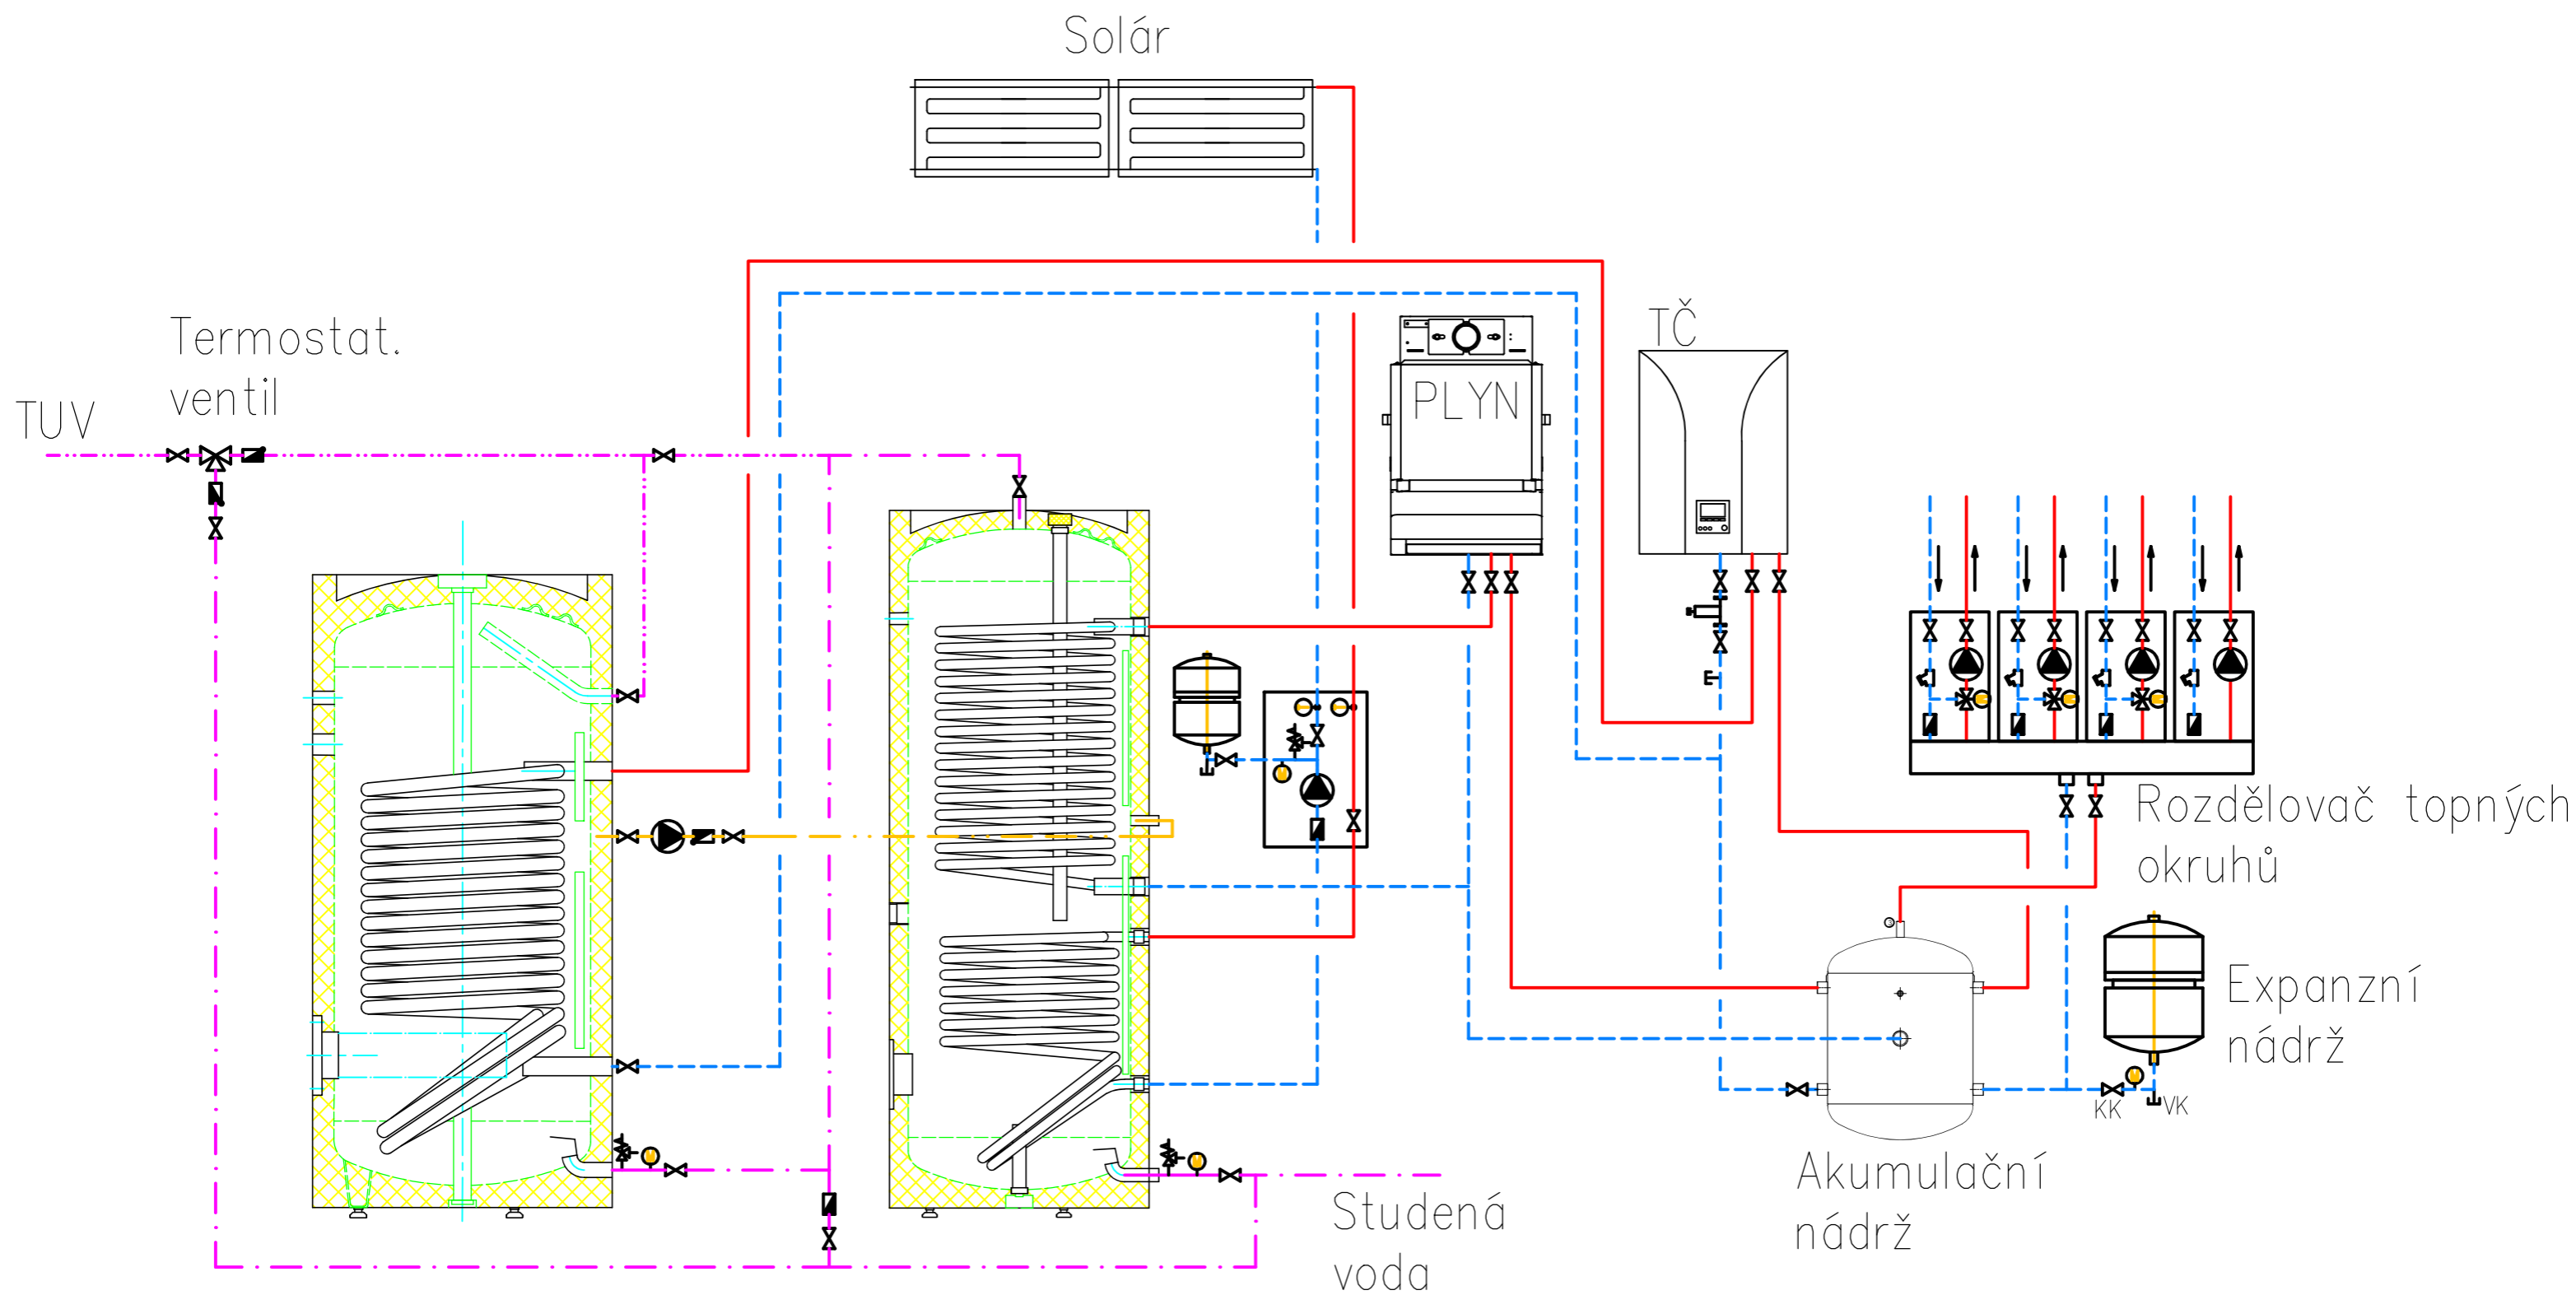 Solár
Termostat.
ventil
TUV
PLYN
TČ
Rozdělovač topných
okruhů
Expanzní
nádrž
KK
VK
Akumulační
nádrž
Studená
voda